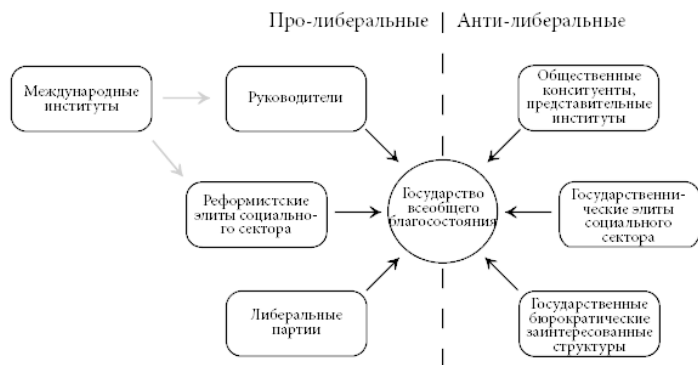 Про-либеральные
Анти-либеральные
Международные
институты
Руководители
Общественные
конситуенты,
представительные
институты
Реформистские
элиты социально-
го сектора
Государство
всеобщего
благосостояния
Государственни-
ческие элиты
социального
сектора
Либеральные
партии
Государственные
бюрократические
заинтересованные
структуры